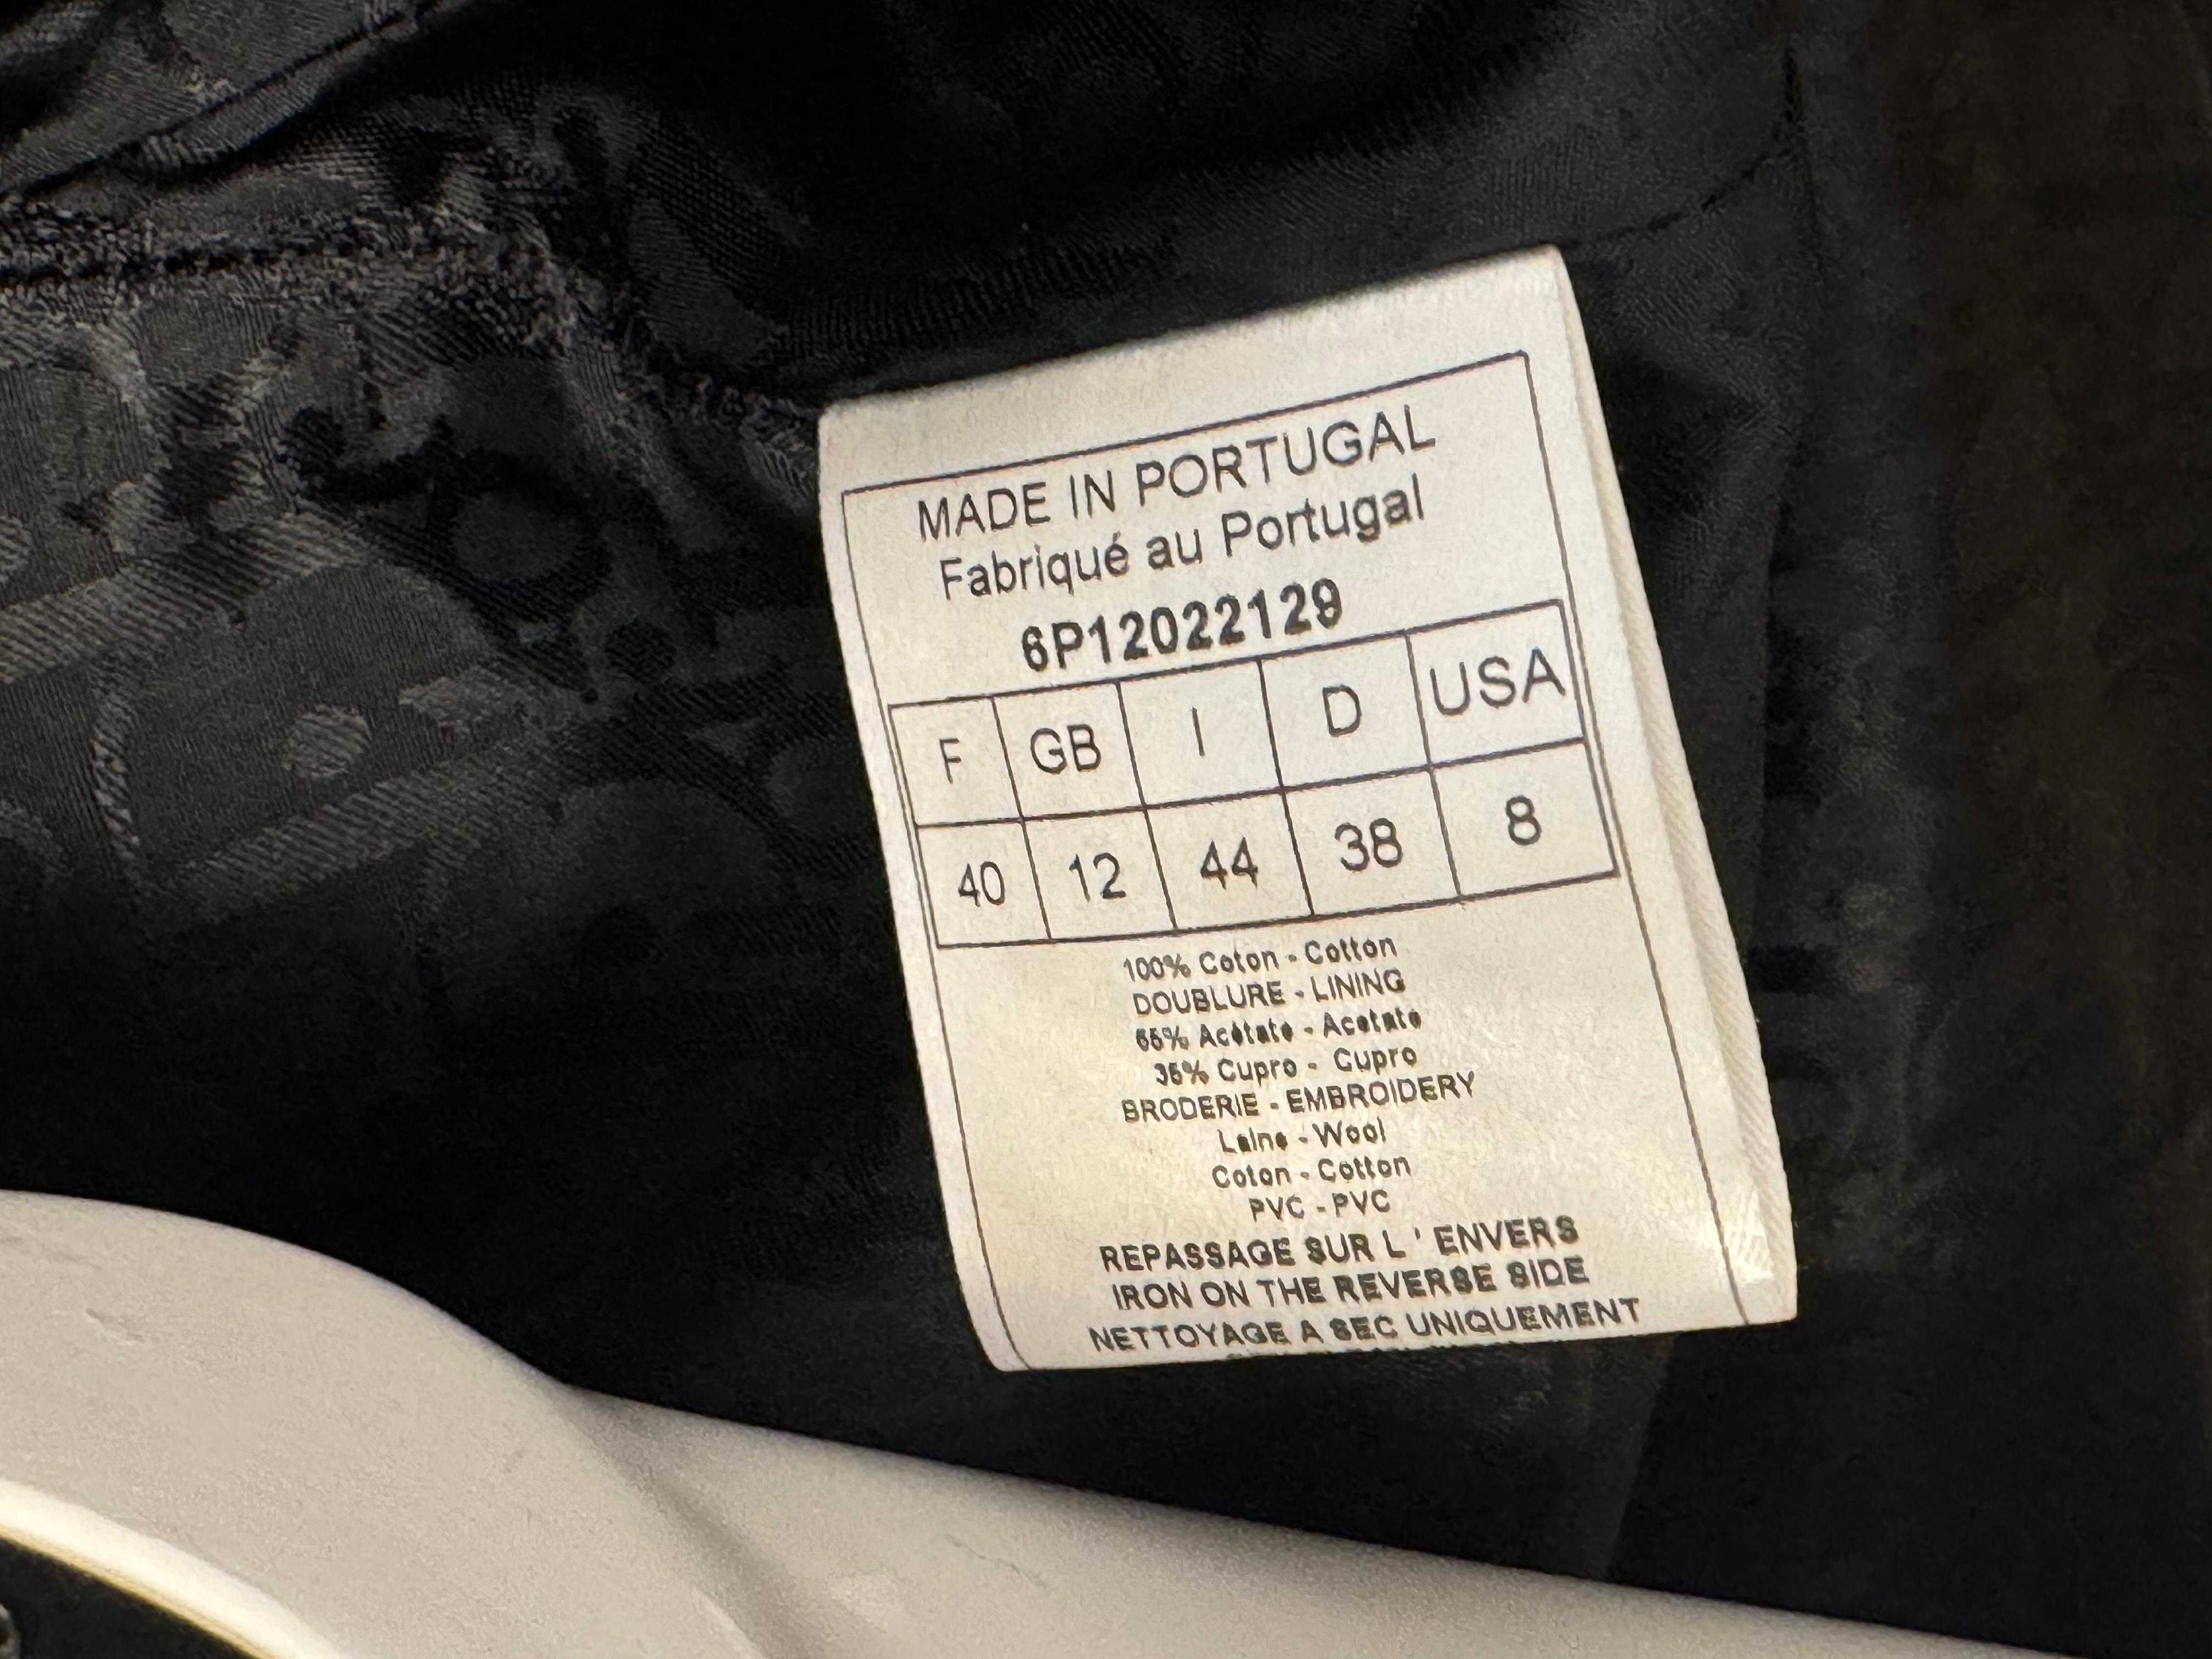 MADE IN PORTUGAL
Fabriqué au Portugal
6P12022129
F GB I D USA
40 12 44 38 8
100% Coton - Cotton
DOUBLURE - LINING
65% Acétate - Acetate
35% Cupro - Cupro
BRODERIE - EMBROIDERY
Laine - Wool
Coton - Cotton
PVC - PVC
REPASSAGE SUR L ' ENVERS
IRON ON THE REVERSE SIDE
NETTOYAGE A SEC UNIQUEMENT